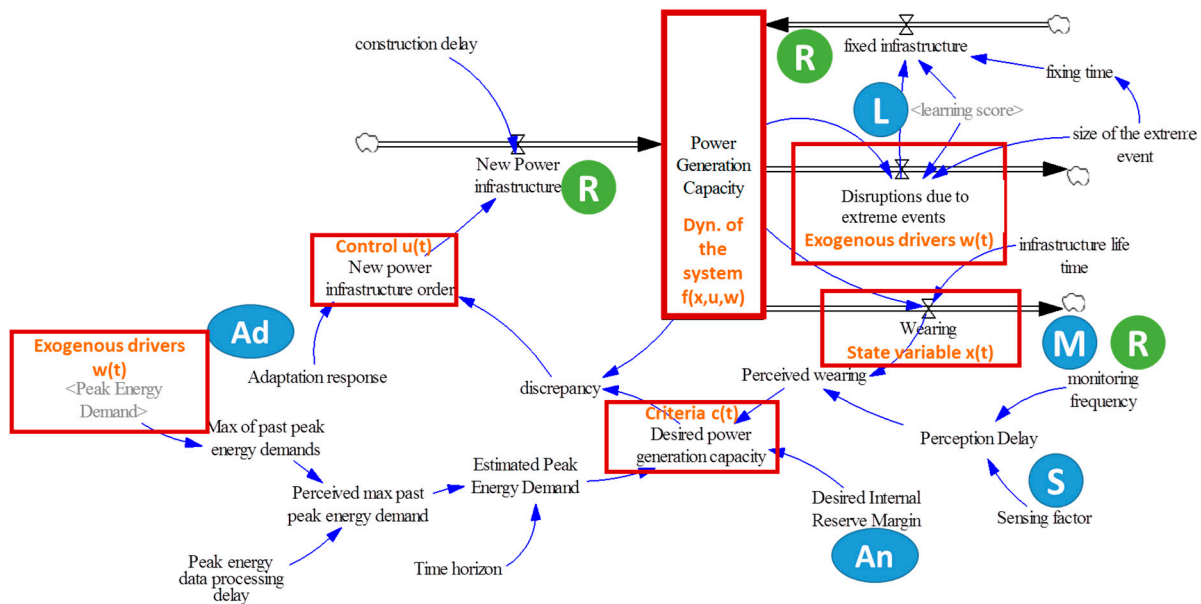 construction delay
R
fixed infrastructure
fixing time
L
<learning score>
size of the extreme
event
New Power
infrastructure
R
Power
Generation
Capacity
Dyn. of
the
system
f(x,u,w)
Disruptions due to
extreme events
Exogenous drivers w(t)
infrastructure life
time
Control u(t)
New power
infrastructure order
Wearing
State variable x(t)
M
R
monitoring
frequency
Ad
Exogenous drivers
w(t)
<Peak Energy
Demand>
Adaptation response
discrepancy
Perceived wearing
Criteria c(t)
Desired power
generation capacity
Perception Delay
Max of past peak
energy demands
Estimated Peak
Energy Demand
Perceived max past
peak energy demand
Desired Internal
Reserve Margin
An
S
Sensing factor
Peak energy
data processing
delay
Time horizon